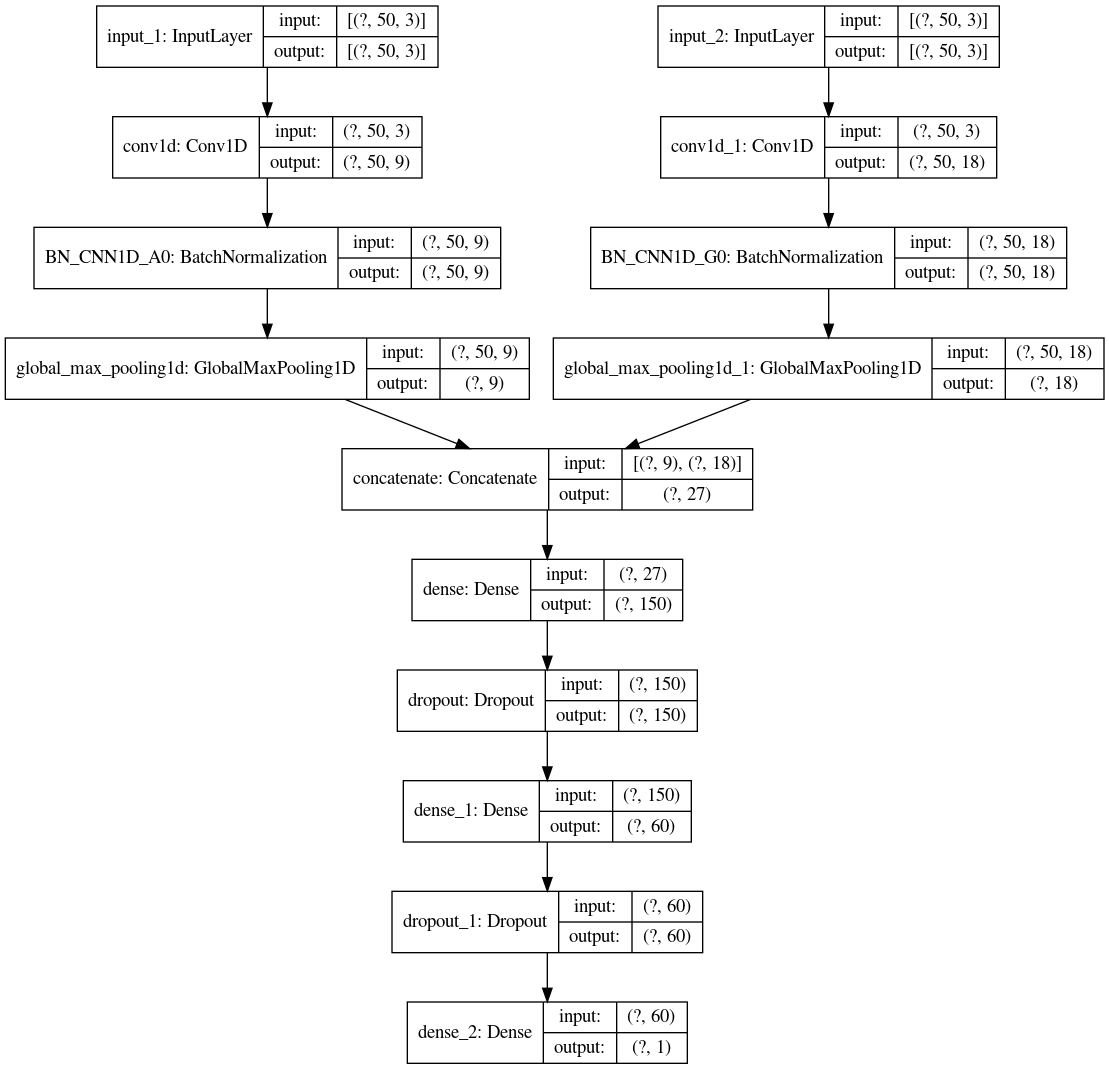 input_1: InputLayer
input: [(?, 50, 3)]
output: [(?, 50, 3)]
input_2: InputLayer
input: [(?, 50, 3)]
output: [(?, 50, 3)]
conv1d: Conv1D
input: (?, 50, 3)
output: (?, 50, 9)
conv1d_1: Conv1D
input: (?, 50, 3)
output: (?, 50, 18)
BN_CNN1D_A0: BatchNormalization
input: (?, 50, 9)
output: (?, 50, 9)
BN_CNN1D_G0: BatchNormalization
input: (?, 50, 18)
output: (?, 50, 18)
global_max_pooling1d: GlobalMaxPooling1D
input: (?, 50, 9)
output: (?, 9)
global_max_pooling1d_1: GlobalMaxPooling1D
input: (?, 50, 18)
output: (?, 18)
concatenate: Concatenate
input: [(?, 9), (?, 18)]
output: (?, 27)
dense: Dense
input: (?, 27)
output: (?, 150)
dropout: Dropout
input: (?, 150)
output: (?, 150)
dense_1: Dense
input: (?, 150)
output: (?, 60)
dropout_1: Dropout
input: (?, 60)
output: (?, 60)
dense_2: Dense
input: (?, 60)
output: (?, 1)